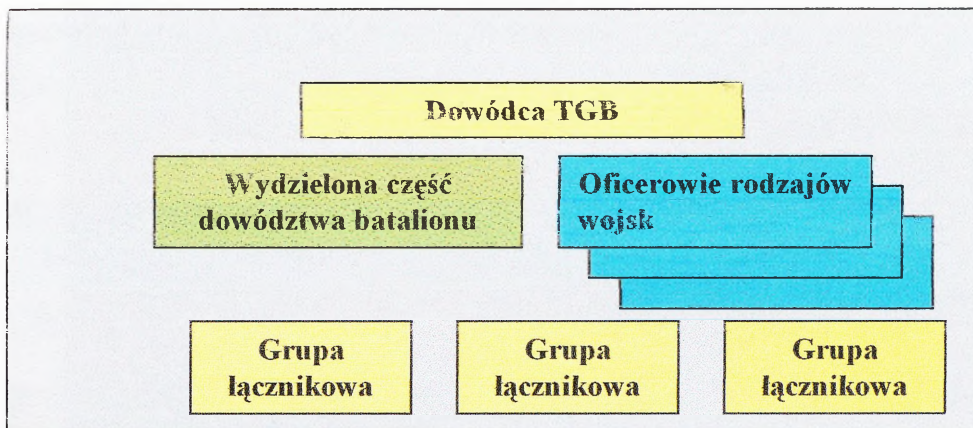 Dowódca TGB
Wydzielona część
dowództwa batalionu
Oficerowie rodzajów
wojsk
Grupa
łącznikowa
Grupa
łącznikowa
Grupa
łącznikowa